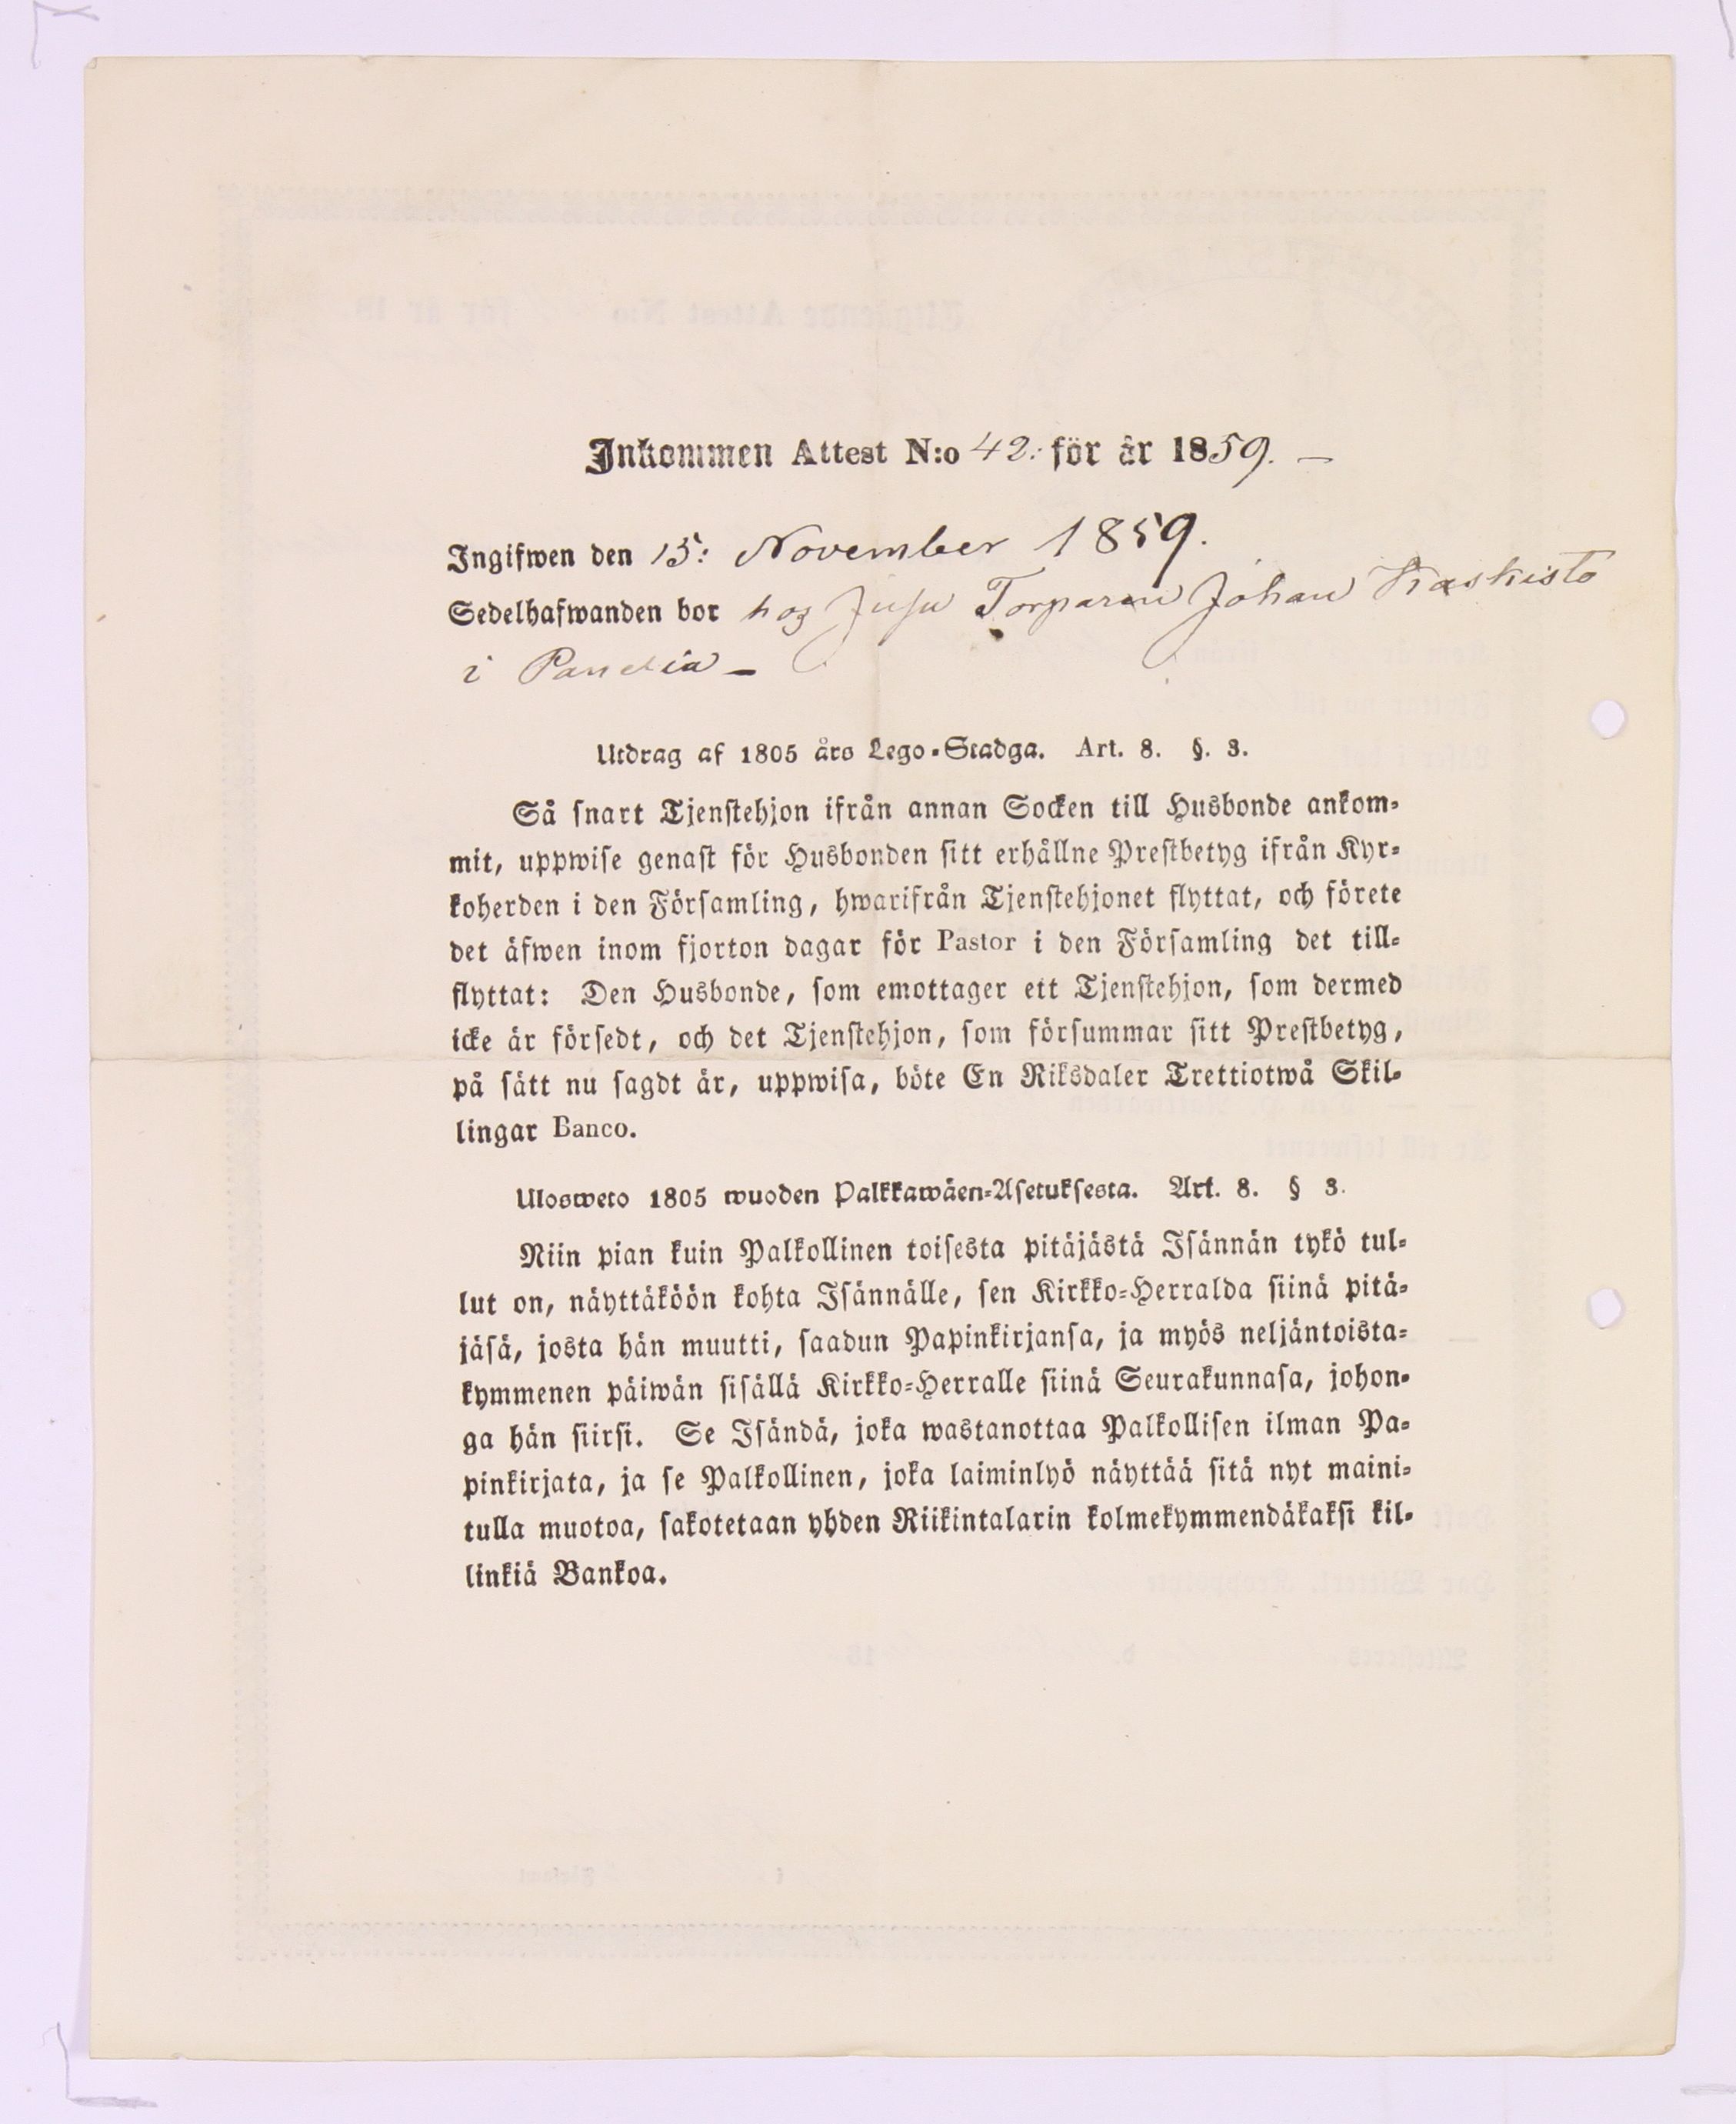 Inkommen Attest N:o 42: för år 1859. —
Ingifwen den 15: November 1859.
Sedelhafwanden bor hos Torparen Johan Kaskisto
i
Utdrag af 1805 års Lego-Stadga. Art. 8. §. 3.
Så snart Tjenstehjon ifrån annan Socken till Husbonde ankom-
mit, uppwise genast för Husbonden sitt erhållne Prestbetyg ifrån Kyr-
koherden i den Församling, hwarifrån Tjenstehjonet flyttat, och förete
det äfwen inom fjorton dagar för Pastor i den Församling det till-
flyttat: Den Husbonde, som emottager ett Tjenstehjon, som dermed
icke är försedt, och det Tjenstehjon, som försummar sitt Prestbetyg,
på sätt nu sagdt är, uppwisa, böte En Riksdaler Trettiotwå Skil-
lingar Banco.
Ulosweto 1805 wuoden Palkkawäen-Asetuksesta. Art. 8. § 3.
Niin pian kuin Palkollinen toisesta pitäjästä Isännän tykö tul-
lut on, näyttäköön kohta Isännälle, sen Kirkko-Herralda siinä pitä-
jäsä, josta hän muutti, saadun Papinkirjansa, ja myös neljäntoista-
kymmenen päiwän sisällä Kirkko-Herralle siinä Seurakunnasa, johon-
ga hän siirsi. Se Isändä, joka wastanottaa Palkollisen ilman Pa-
pinkirjata, ja se Palkollinen, joka laiminlyö näyttää sitä nyt maini-
tulla muotoa, sakotetaan yhden Riikintalarin kolmekymmendäkaksi kil-
linkiä Bankoa.